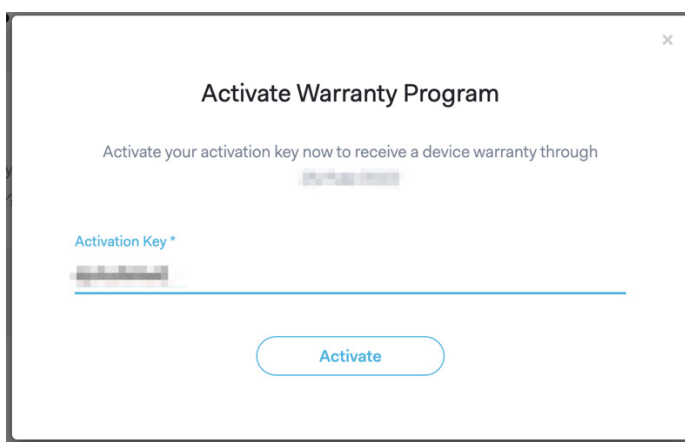 ×
Activate Warranty Program
Activate your activation key now to receive a device warranty through
Activation Key *
Activate